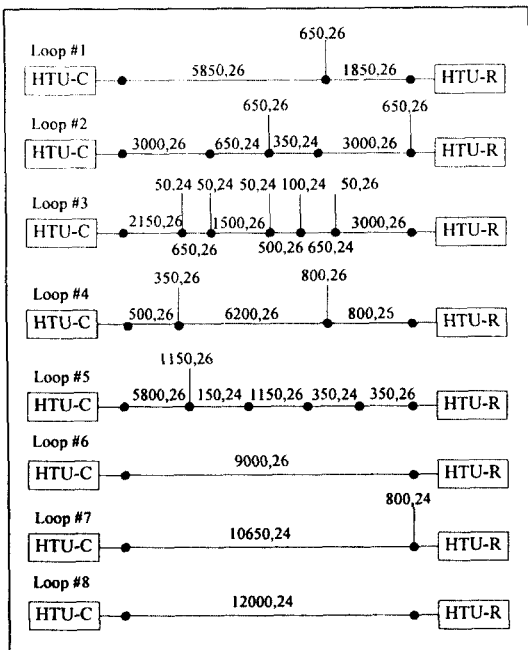 650,26
Loop #1
5850,26 1850,26
HTU-C HTU-R
650,26 650,26
Loop #2
3000,26 650,24 350,24 3000,26
HTU-C HTU-R
50,24 50,24 50,24 100,24 50,26
Loop #3
2150,26 1500,26 3000,26
HTU-C HTU-R
650,26 500,26 650,24
350,26 800,26
Loop #4
500,26 6200,26 800,25
HTU-C HTU-R
1150,26
Loop #5
5800,26 150,24 1150,26 350,24 350,26
HTU-C HTU-R
Loop #6
9000,26
HTU-C HTU-R
800,24
Loop #7
10650,24
HTU-C HTU-R
Loop #8
12000,24
HTU-C HTU-R